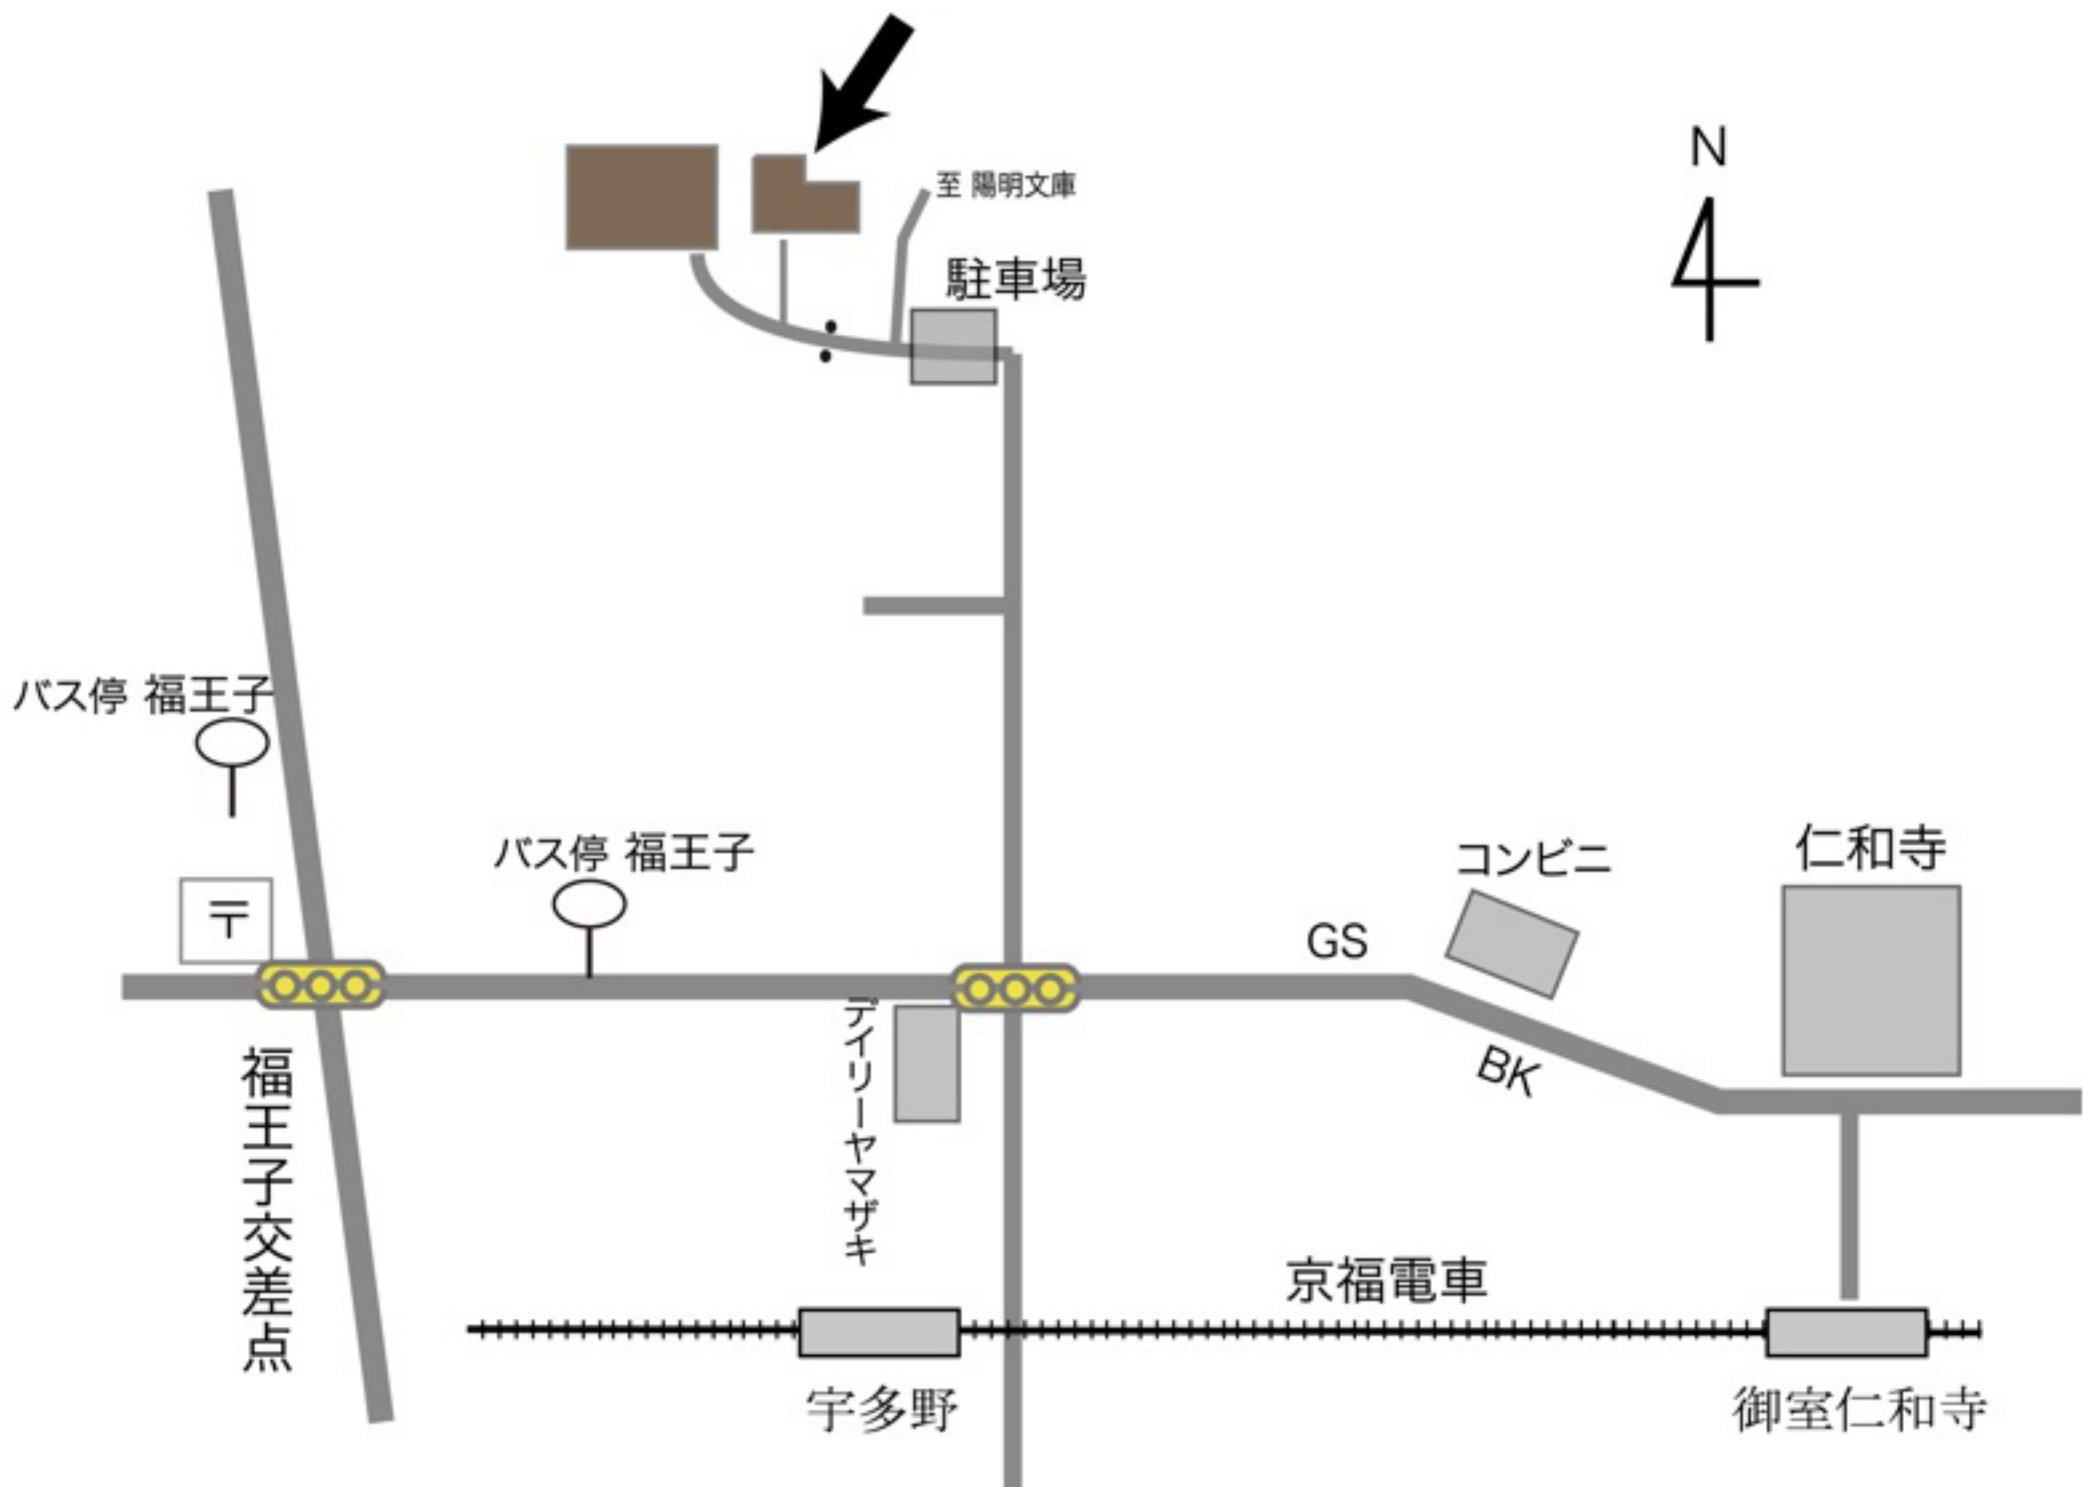 N
至 陽明文庫
駐車場
バス停 福王子
バス停 福王子
〒
コンビニ
仁和寺
GS
BK
デイリーヤマザキ
福王子交差点
京福電車
宇多野
御室仁和寺